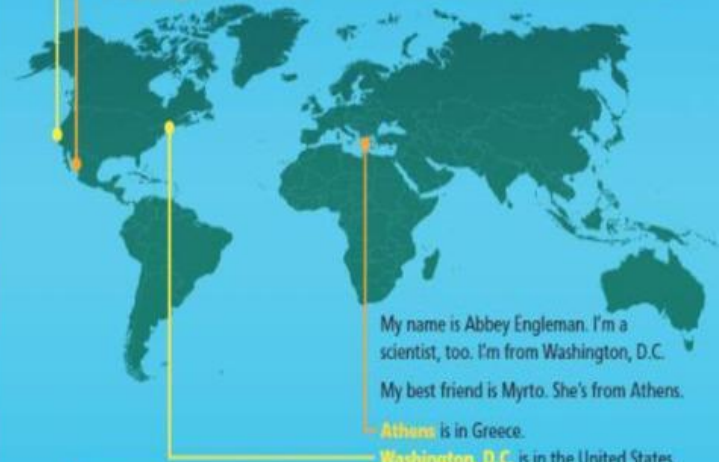 My name is Abbey Engleman. I'm a
scientist, too. I'm from Washington, D.C.
My best friend is Myrto. She's from Athens.
Athens is in Greece.
Washington, D.C. is in the United States.